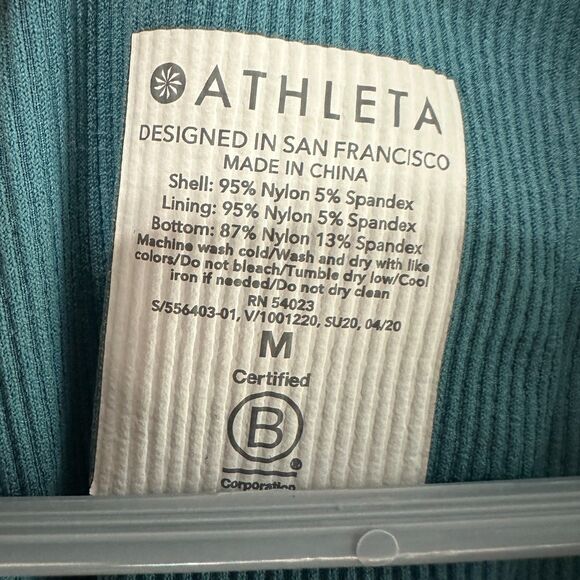 ATHLETA
DESIGNED IN SAN FRANCISCO
MADE IN CHINA
Shell: 95% Nylon 5% Spandex
Lining: 95% Nylon 5% Spandex
Bottom: 87% Nylon 13% Spandex
Machine wash cold/Wash and dry with like
colors/Do not bleach/Tumble dry low/Cool
iron if needed/Do not dry clean
RN 54023
S/556403-01, V/1001220, SU20, 04/20
M
Certified
B
Corporation